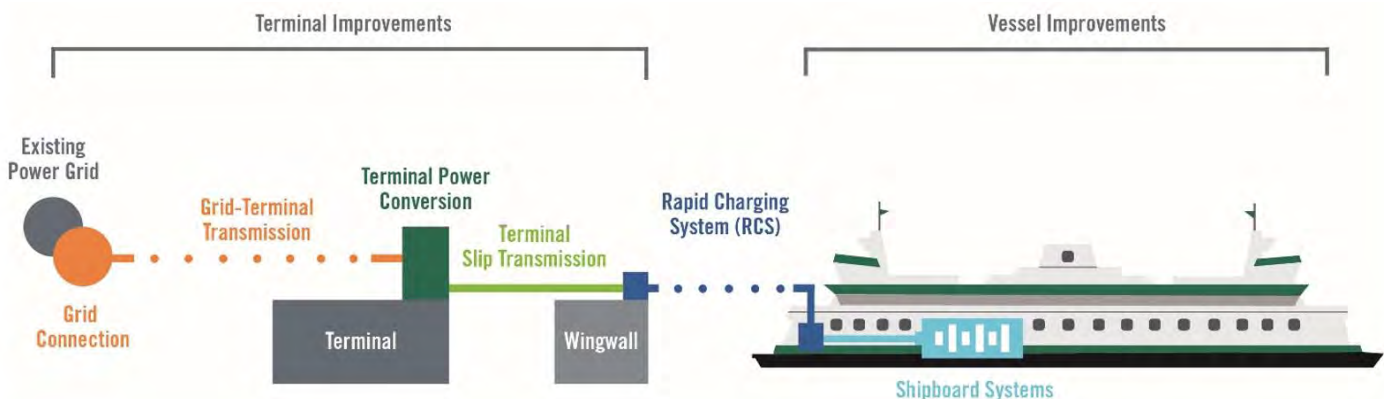 Terminal Improvements
Vessel Improvements
Existing
Power Grid
Grid-Terminal
Transmission
Terminal Power
Conversion
Terminal
Slip Transmission
Rapid Charging
System (RCS)
Grid
Connection
Terminal
Wingwall
Shipboard Systems